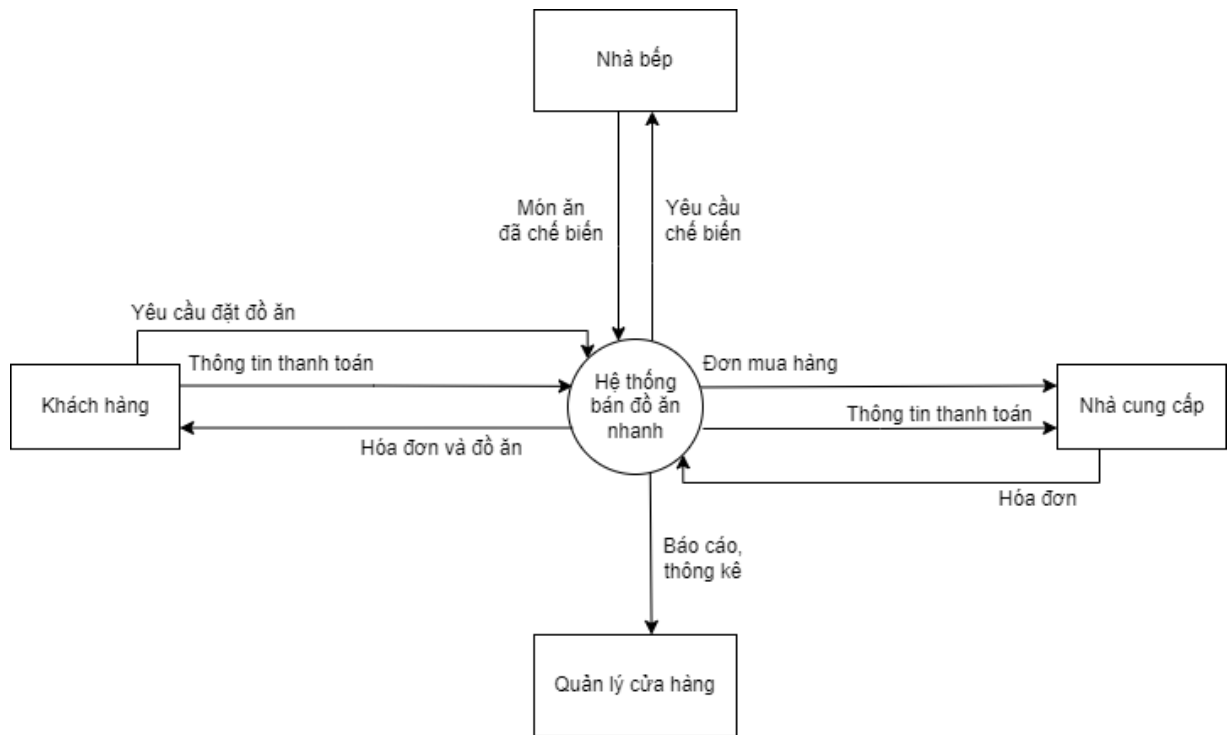 Nhà bếp
Món ăn
đã chế biến
Yêu cầu
chế biến
Yêu cầu đặt đồ ăn
Thông tin thanh toán
Khách hàng
Hóa đơn và đồ ăn
Hệ thống
bán đồ ăn
nhanh
Đơn mua hàng
Thông tin thanh toán
Nhà cung cấp
Hóa đơn
Báo cáo,
thông kê
Quản lý cửa hàng